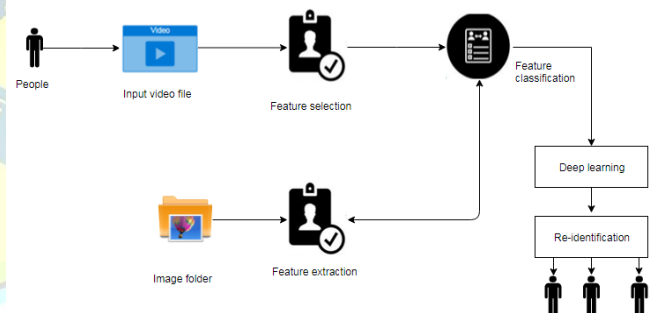 Video
People
Input video file
Feature selection
Feature
classification
Deep learning
Re-identification
Image folder
Feature extraction